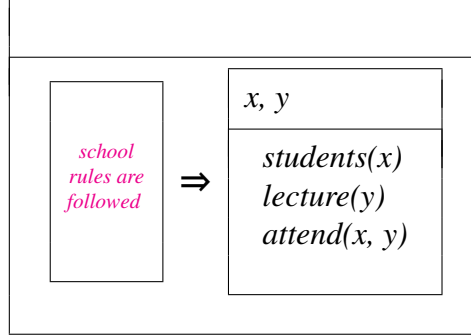 x, y
school
rules are
followed
⇒
students(x)
lecture(y)
attend(x, y)